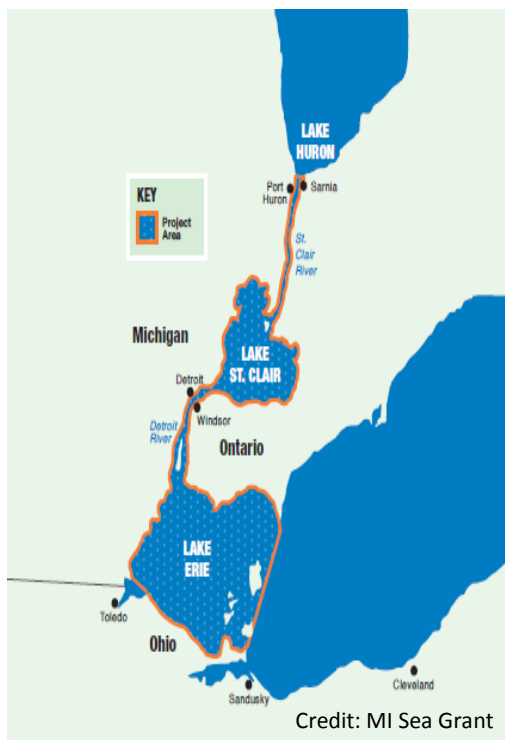 LAKE
HURON
Port
Huron
Sarnia
KEY
Project
Area
St.
Clair
River
Michigan
LAKE
ST. CLAIR
Detroit
Windsor
Detroit
River
Ontario
LAKE
ERIE
Toledo
Ohio
Sandusky
Cleveland
Credit: MI Sea Grant